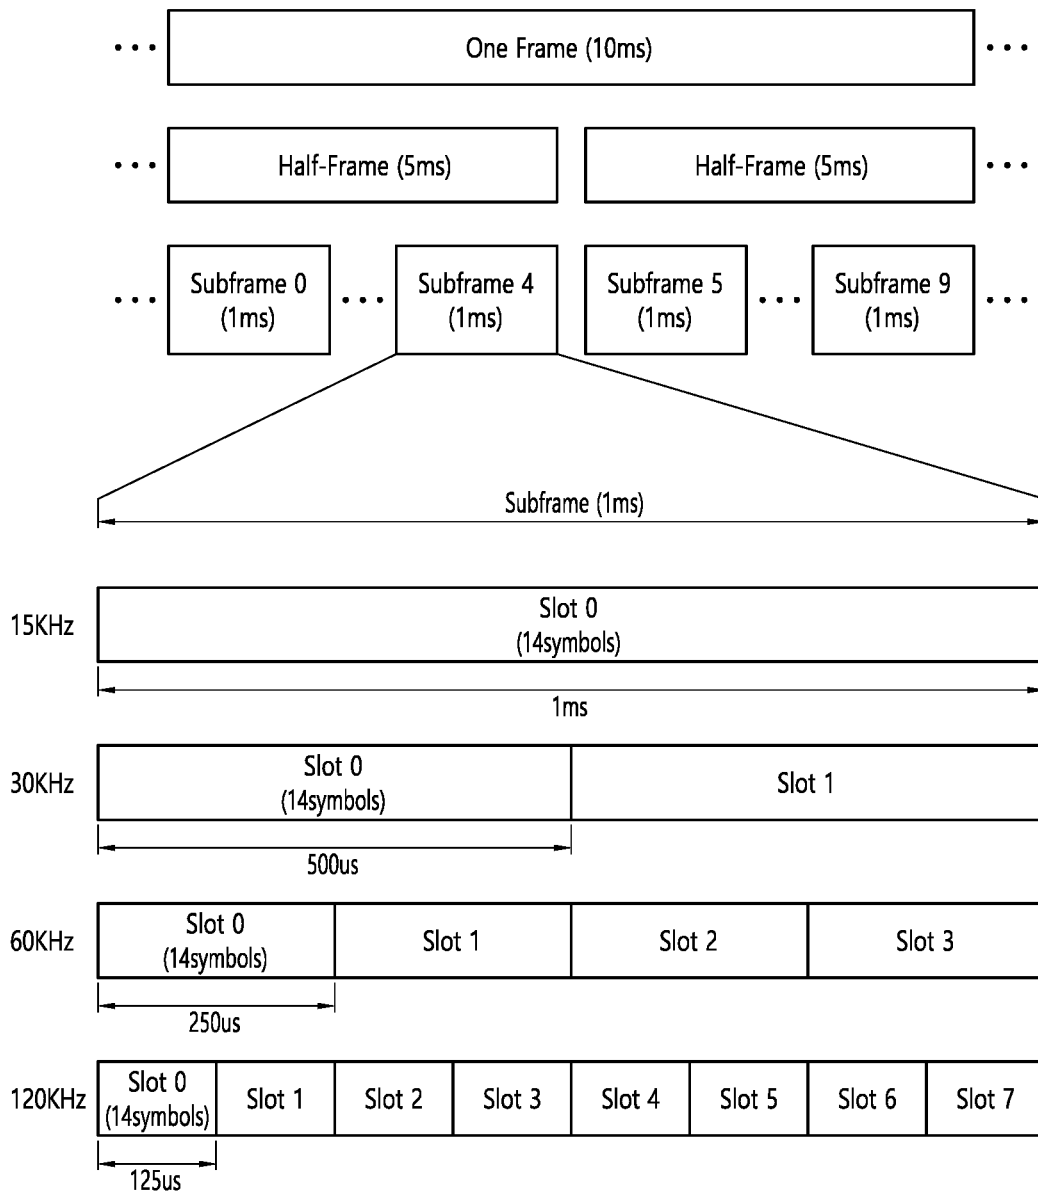 ··· One Frame (10ms) ···
··· Half-Frame (5ms) Half-Frame (5ms) ···
··· Subframe 0 ··· Subframe 4 Subframe 5 ··· Subframe 9 ···
(1ms) (1ms) (1ms) (1ms)
Subframe (1ms)
15KHz
Slot 0
(14symbols)
1ms
30KHz
Slot 0
(14symbols)
Slot 1
500us
60KHz
Slot 0
(14symbols)
Slot 1
Slot 2
Slot 3
250us
120KHz
Slot 0
(14symbols)
Slot 1
Slot 2
Slot 3
Slot 4
Slot 5
Slot 6
Slot 7
125us